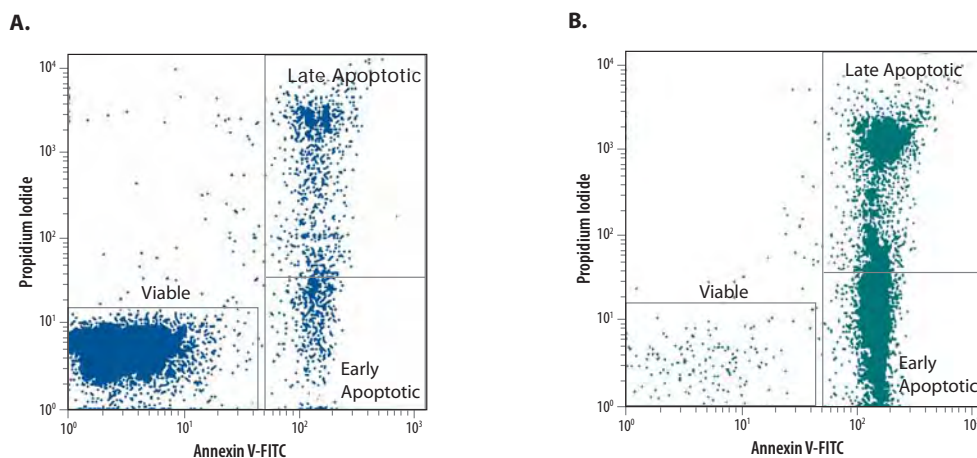 A.
Late Apoptotic
Viable
Early
Apoptotic
10⁴
10³
10²
10¹
10⁰
Propidium Iodide
10⁰ 10¹ 10² 10³
Annexin V-FITC
B.
Late Apoptotic
Viable
Early
Apoptotic
10⁴
10³
10²
10¹
10⁰
Propidium Iodide
10⁰ 10¹ 10² 10
Annexin V-FITC